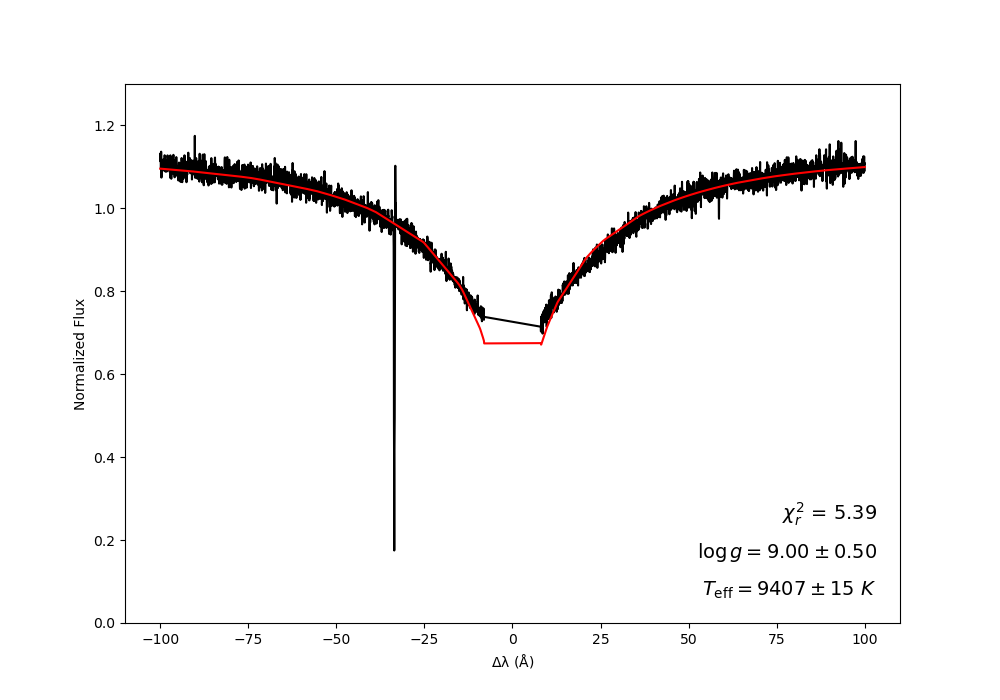 1.2
1.0
0.8
0.6
0.4
0.2
0.0
Normalized Flux
χ²ᵣ = 5.39
log g = 9.00 ± 0.50
T_eff = 9407 ± 15 K
−100 −75 −50 −25 0 25 50 75 100
Δλ (Å)